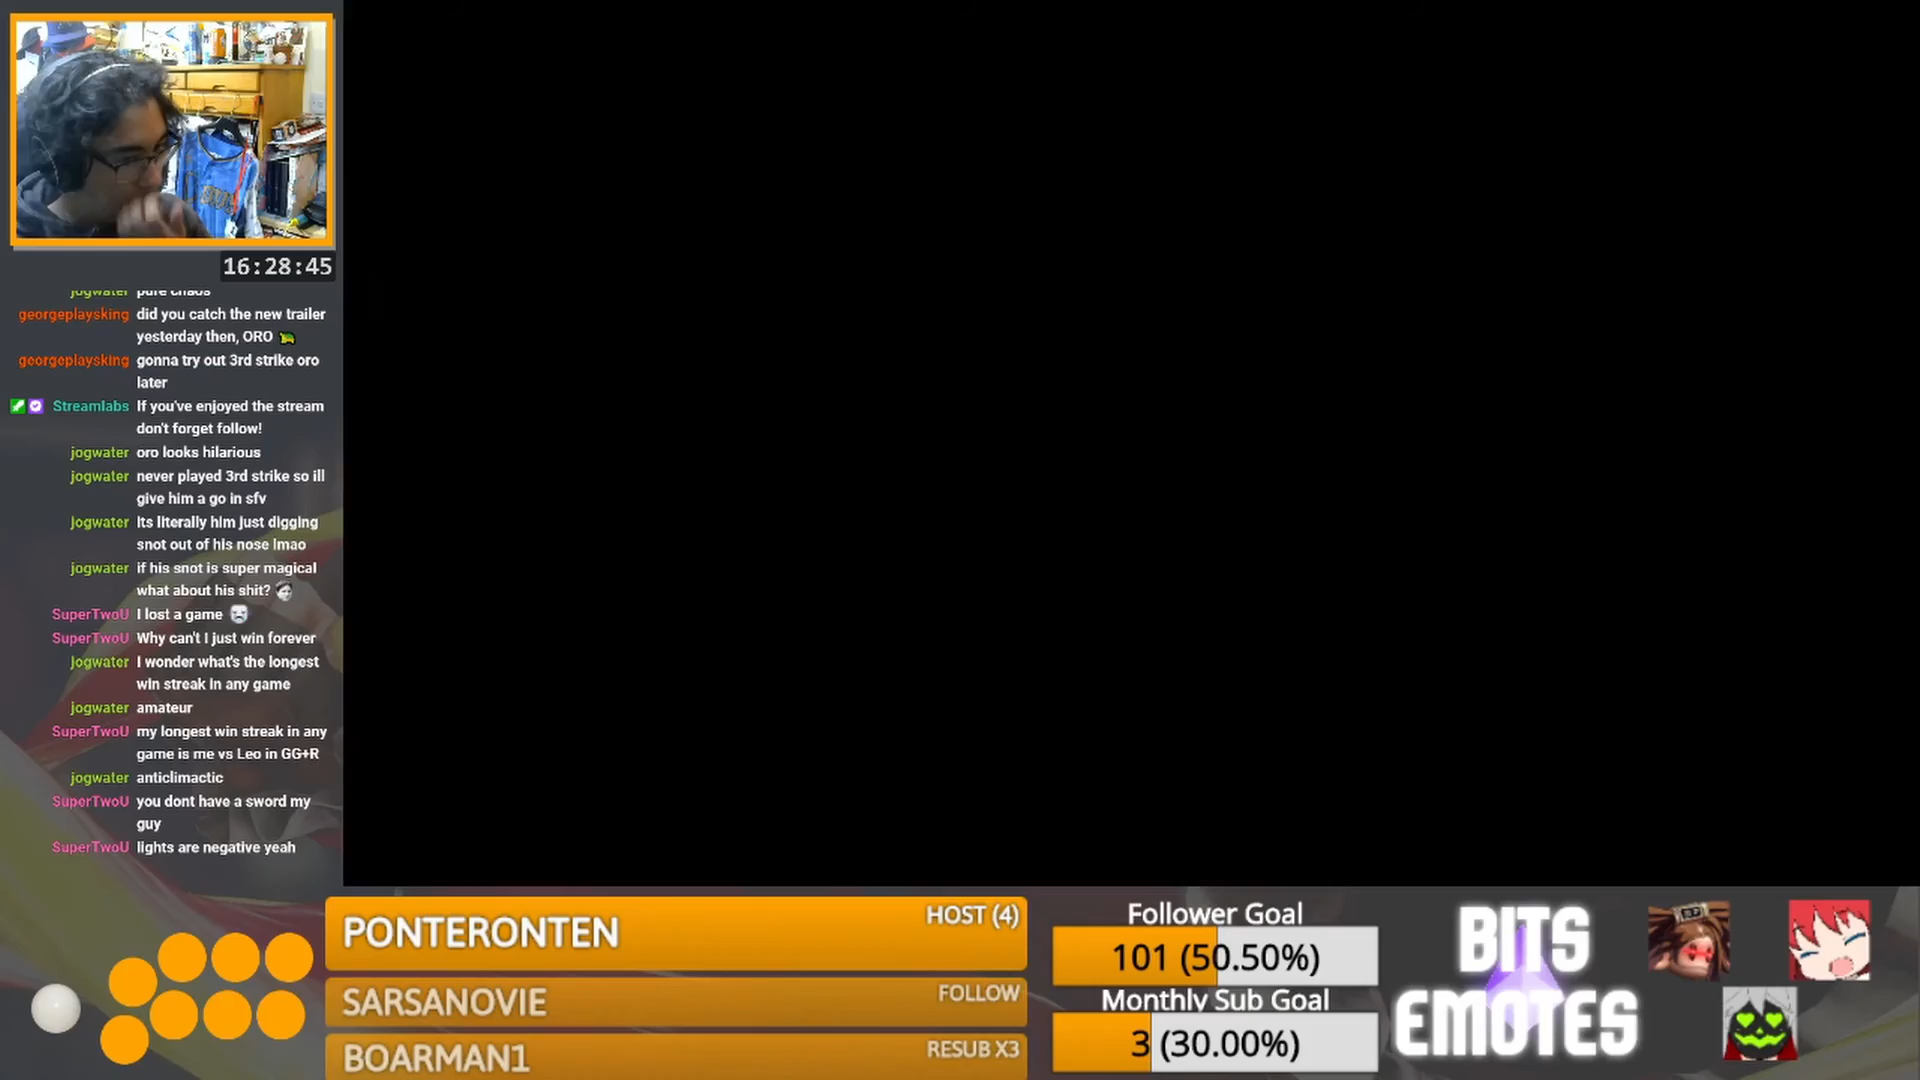 16:28:45
jogwater pure chaos
georgeplaysking did you catch the new trailer
yesterday then, ORO
georgeplaysking gonna try out 3rd strike oro
later
Streamlabs If you've enjoyed the stream
don't forget follow!
jogwater oro looks hilarious
jogwater never played 3rd strike so ill
give him a go in sfv
jogwater its literally him just digging
snot out of his nose lmao
jogwater if his snot is super magical
what about his shit?
SuperTwoU I lost a game
SuperTwoU Why can't I just win forever
jogwater I wonder what's the longest
win streak in any game
jogwater amateur
SuperTwoU my longest win streak in any
game is me vs Leo in GG+R
jogwater anticlimactic
SuperTwoU you dont have a sword my
guy
SuperTwoU lights are negative yeah
PONTERONTEN HOST (4)
SARSANOVIE FOLLOW
BOARMAN1 RESUB X3
Follower Goal
101 (50.50%)
Monthly Sub Goal
3 (30.00%)
BITS
EMOTES